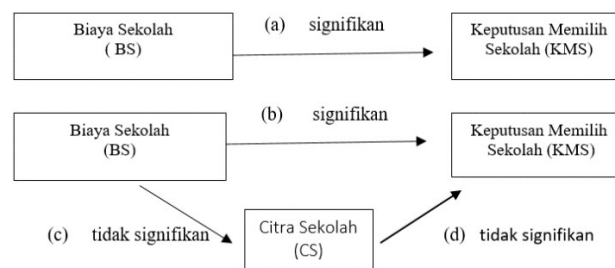 Biaya Sekolah
( BS)
(a) signifikan
Keputusan Memilih
Sekolah (KMS)
Biaya Sekolah
(BS)
(b) signifikan
Keputusan Memilih
Sekolah (KMS)
(c) tidak signifikan
Citra Sekolah
(CS)
(d) tidak signifikan